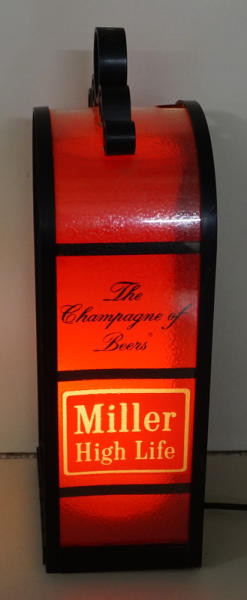 The
Champagne of
Beers®
Miller
High Life